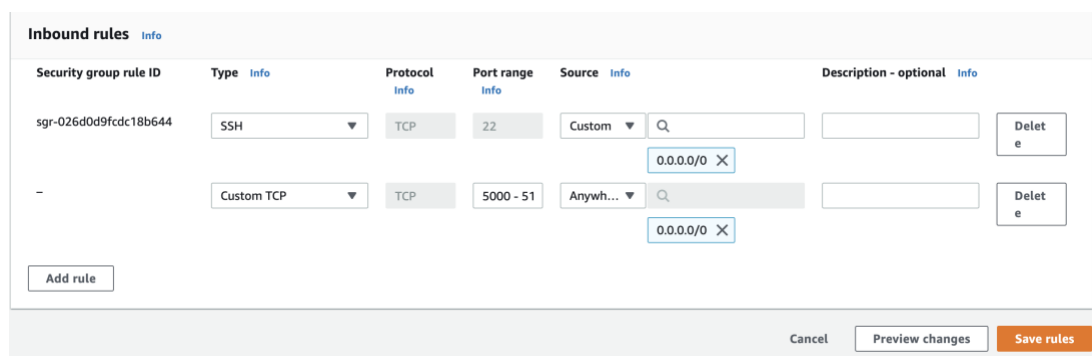 Inbound rules Info
Security group rule ID Type Info Protocol Info Port range Info Source Info Description - optional Info
sgr-026d0d9fcdc18b644 SSH TCP 22 Custom Delete
0.0.0.0/0
– Custom TCP TCP 5000 - 51 Anywh... Delete
0.0.0.0/0
Add rule
Cancel Preview changes Save rules